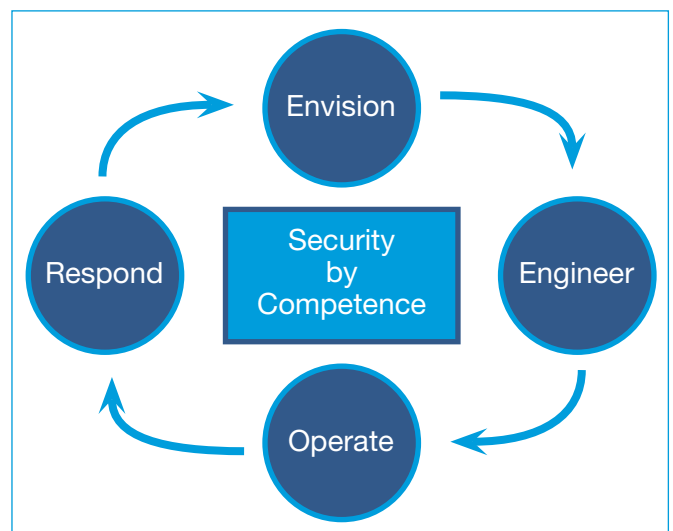 Envision
Respond
Security
by
Competence
Engineer
Operate